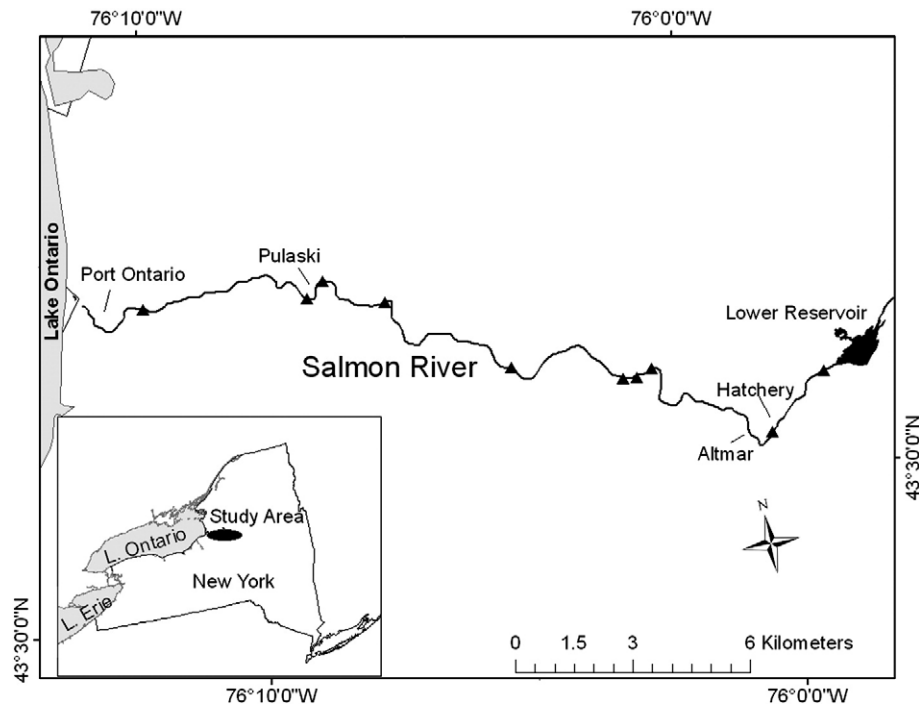 76°10'0"W
76°0'0"W
Lake Ontario
Port Ontario
Pulaski
Salmon River
Lower Reservoir
Hatchery
Altmar
43°30'0"N
N
Study Area
L. Ontario
New York
L. Erie
0 1.5 3 6 Kilometers
43°30'0"N
76°10'0"W
76°0'0"W